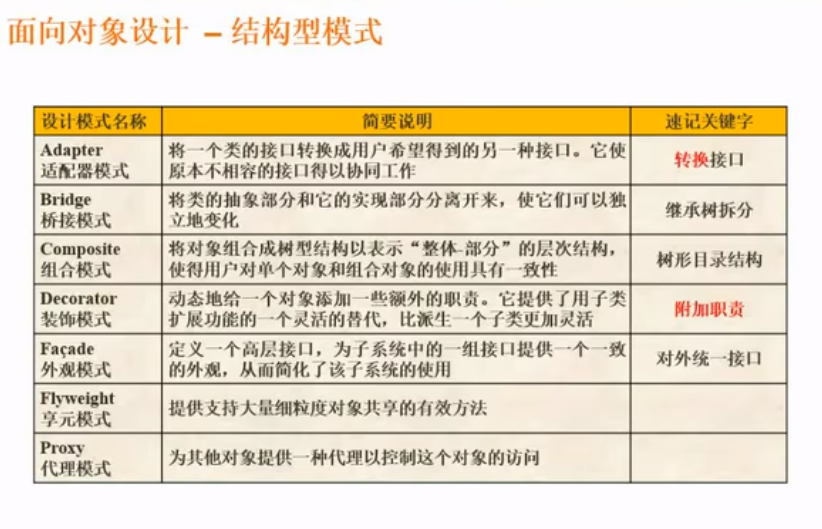 面向对象设计 – 结构型模式
设计模式名称 简要说明 速记关键字
Adapter
适配器模式
将一个类的接口转换成用户希望得到的另一种接口。它使
原本不相容的接口得以协同工作
转换接口
Bridge
桥接模式
将类的抽象部分和它的实现部分分离开来，使它们可以独
立地变化
继承树拆分
Composite
组合模式
将对象组合成树型结构以表示“整体-部分”的层次结构，
使得用户对单个对象和组合对象的使用具有一致性
树形目录结构
Decorator
装饰模式
动态地给一个对象添加一些额外的职责。它提供了用子类
扩展功能的一个灵活的替代，比派生一个子类更加灵活
附加职责
Façade
外观模式
定义一个高层接口，为子系统中的一组接口提供一个一致
的外观，从而简化了该子系统的使用
对外统一接口
Flyweight
享元模式
提供支持大量细粒度对象共享的有效方法
Proxy
代理模式
为其他对象提供一种代理以控制这个对象的访问